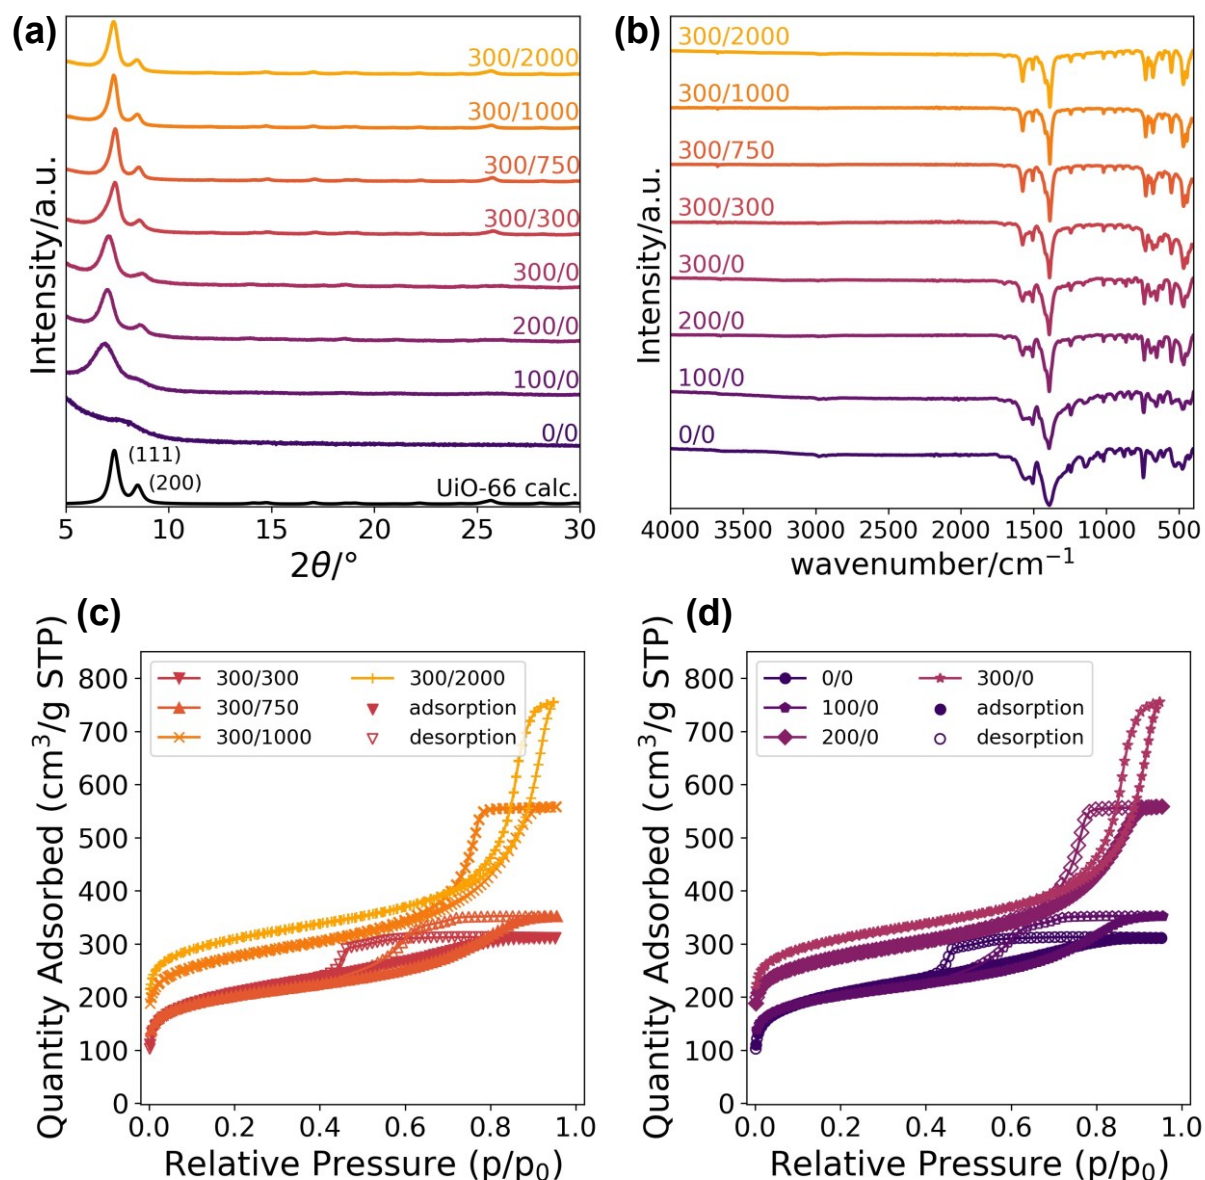 (a)
Intensity/a.u.
300/2000
300/1000
300/750
300/300
300/0
200/0
100/0
0/0
(111)
(200)
UiO-66 calc.
5 10 15 20 25 30
2θ/°
(b)
Intensity/a.u.
300/2000
300/1000
300/750
300/300
300/0
200/0
100/0
0/0
4000 3500 3000 2500 2000 1500 1000 500
wavenumber/cm⁻¹
(c)
Quantity Adsorbed (cm³/g STP)
800
700
600
500
400
300
200
100
0
300/300 300/2000
300/750 adsorption
300/1000 desorption
0.0 0.2 0.4 0.6 0.8 1.0
Relative Pressure (p/p₀)
(d)
Quantity Adsorbed (cm³/g STP)
800
700
600
500
400
300
200
100
0
0/0 300/0
100/0 adsorption
200/0 desorption
0.0 0.2 0.4 0.6 0.8 1.0
Relative Pressure (p/p₀)